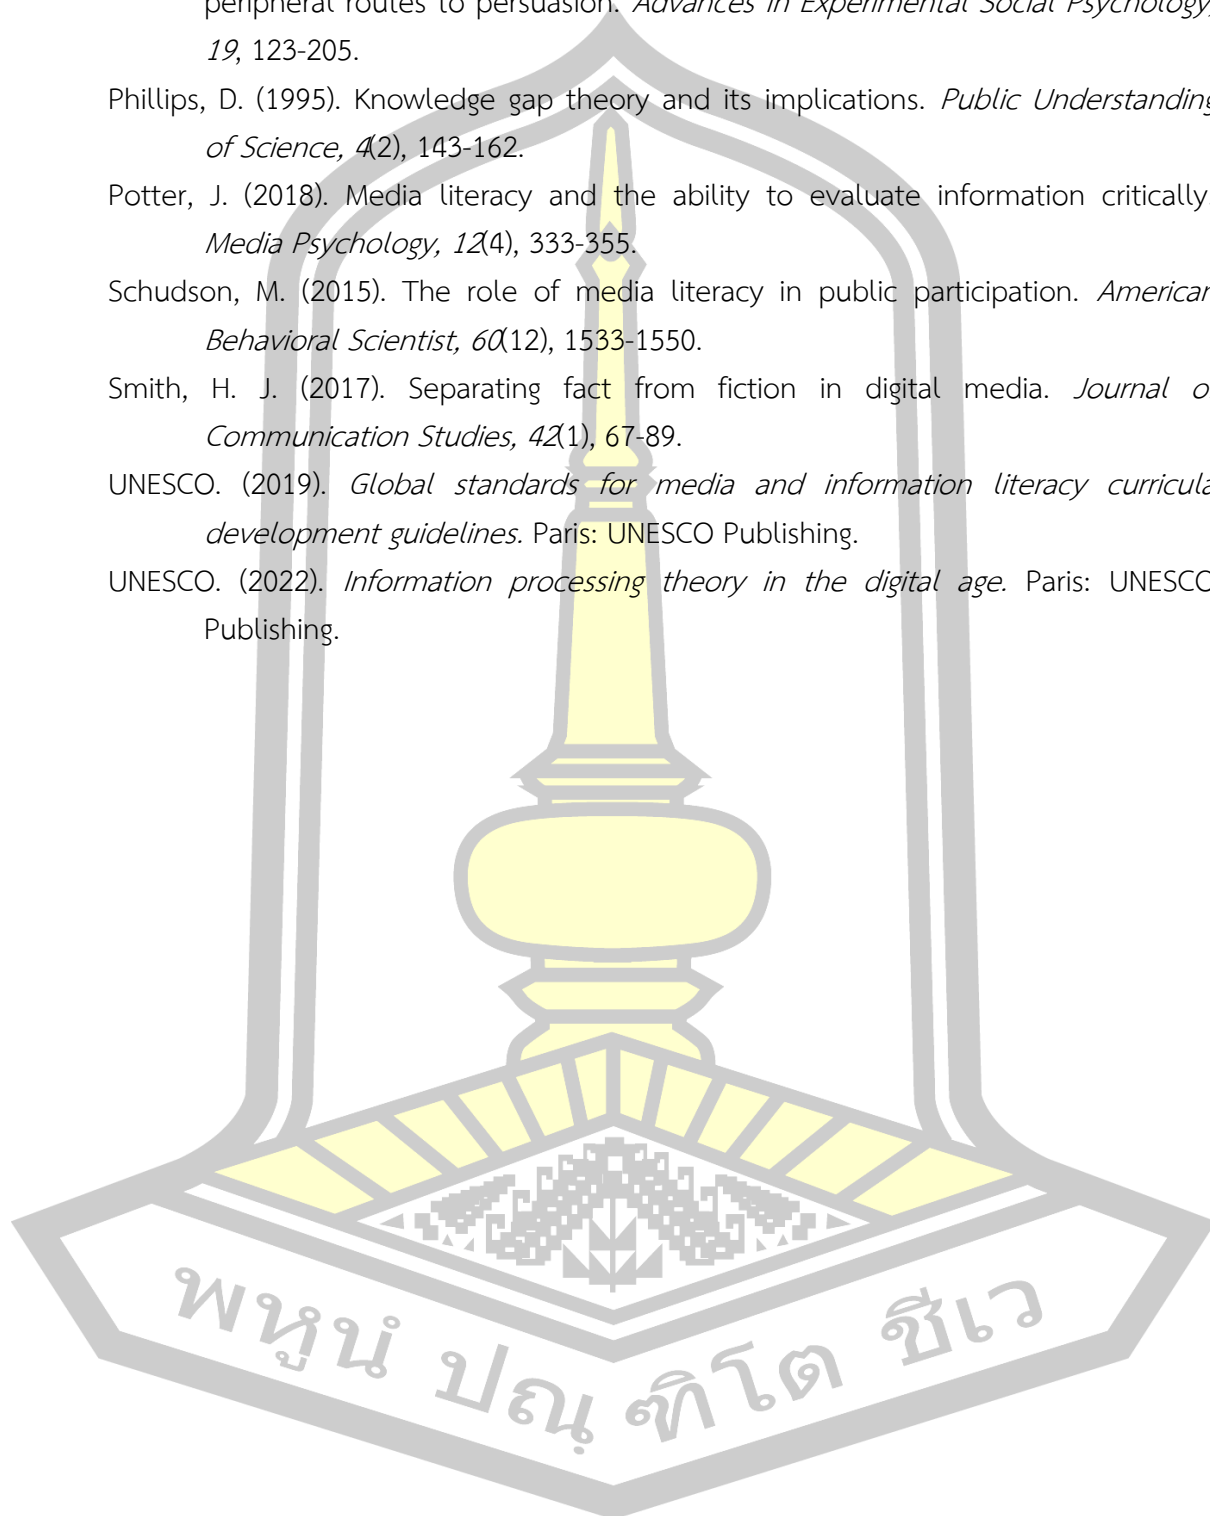 peripheral routes to persuasion. Advances in Experimental Social Psychology,
19, 123-205.
Phillips, D. (1995). Knowledge gap theory and its implications. Public Understanding
of Science, 4(2), 143-162.
Potter, J. (2018). Media literacy and the ability to evaluate information critically.
Media Psychology, 12(4), 333-355.
Schudson, M. (2015). The role of media literacy in public participation. American
Behavioral Scientist, 60(12), 1533-1550.
Smith, H. J. (2017). Separating fact from fiction in digital media. Journal o
Communication Studies, 42(1), 67-89.
UNESCO. (2019). Global standards for media and information literacy curricula
development guidelines. Paris: UNESCO Publishing.
UNESCO. (2022). Information processing theory in the digital age. Paris: UNESCO
Publishing.
พหูนํ ปณฺฑิโต ชีเว